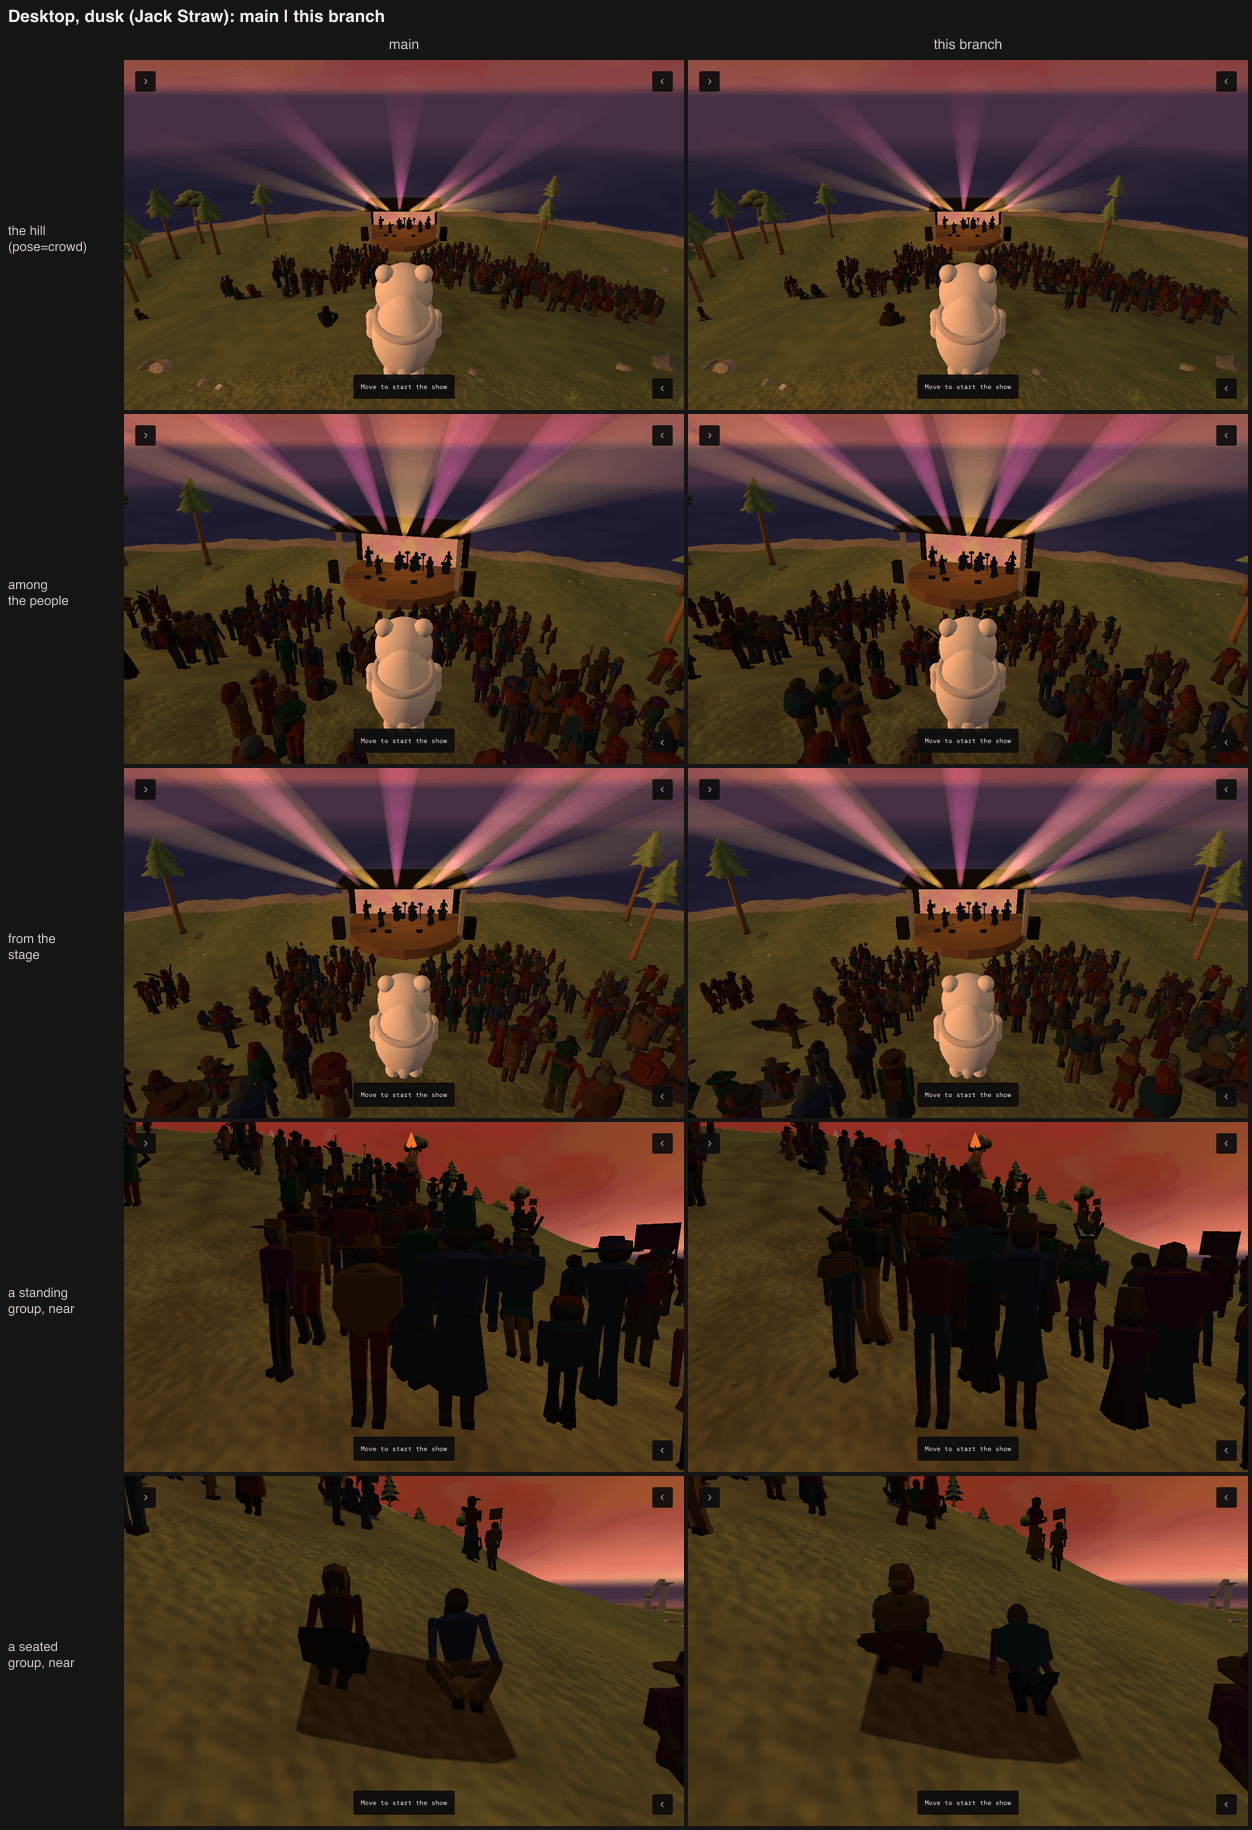 Desktop, dusk (Jack Straw): main | this branch
main
this branch
the hill
(pose=crowd)
Move to start the show
Move to start the show
among
the people
Move to start the show
Move to start the show
from the
stage
Move to start the show
Move to start the show
a standing
group, near
Move to start the show
Move to start the show
a seated
group, near
Move to start the show
Move to start the show